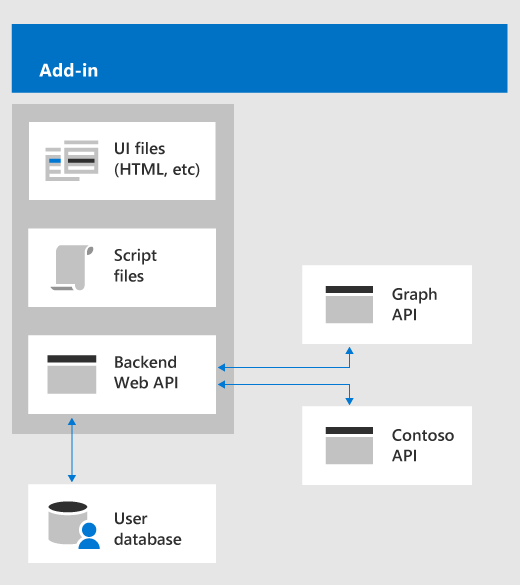 Add-in
UI files
(HTML, etc)
Script
files
Backend
Web API
Graph
API
Contoso
API
User
database